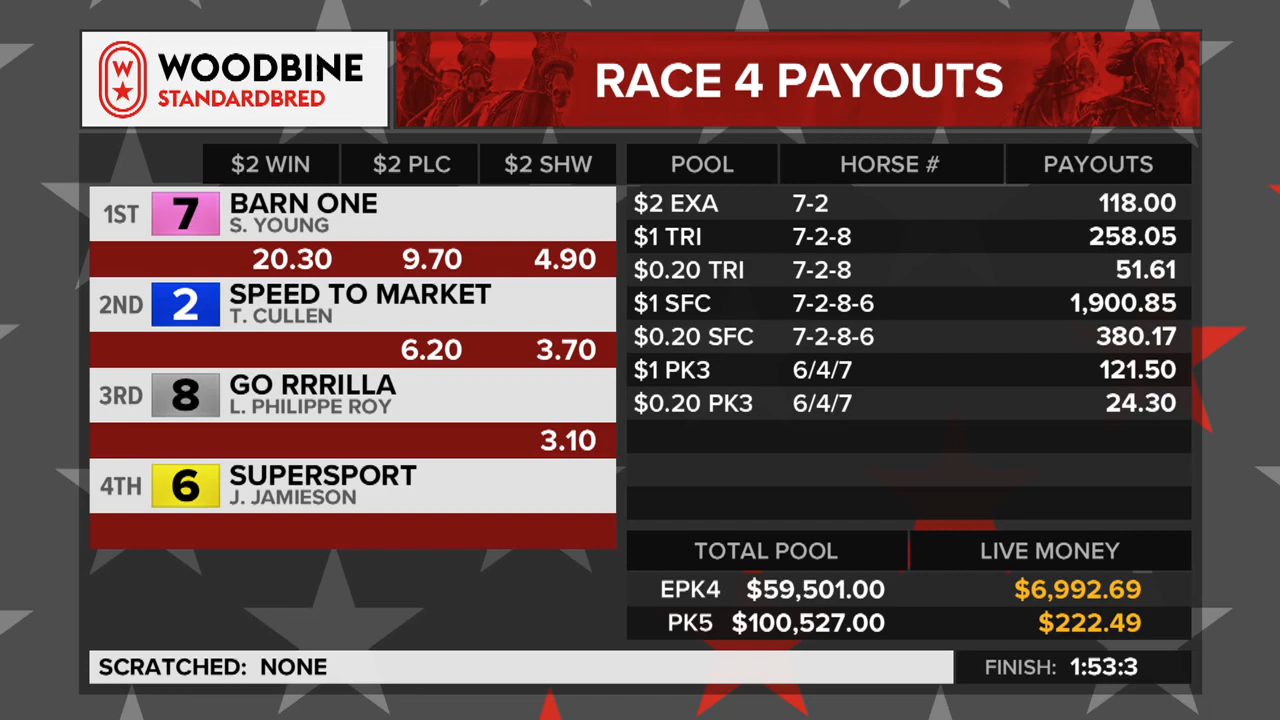 W
WOODBINE
STANDARDBRED
RACE 4 PAYOUTS
$2 WIN $2 PLC $2 SHW
1ST 7 BARN ONE
S. YOUNG
20.30 9.70 4.90
2ND 2 SPEED TO MARKET
T. CULLEN
6.20 3.70
3RD 8 GO RRRILLA
L. PHILIPPE ROY
3.10
4TH 6 SUPERSPORT
J. JAMIESON
POOL HORSE # PAYOUTS
$2 EXA 7-2 118.00
$1 TRI 7-2-8 258.05
$0.20 TRI 7-2-8 51.61
$1 SFC 7-2-8-6 1,900.85
$0.20 SFC 7-2-8-6 380.17
$1 PK3 6/4/7 121.50
$0.20 PK3 6/4/7 24.30
TOTAL POOL LIVE MONEY
EPK4 $59,501.00 $6,992.69
PK5 $100,527.00 $222.49
SCRATCHED: NONE
FINISH: 1:53:3